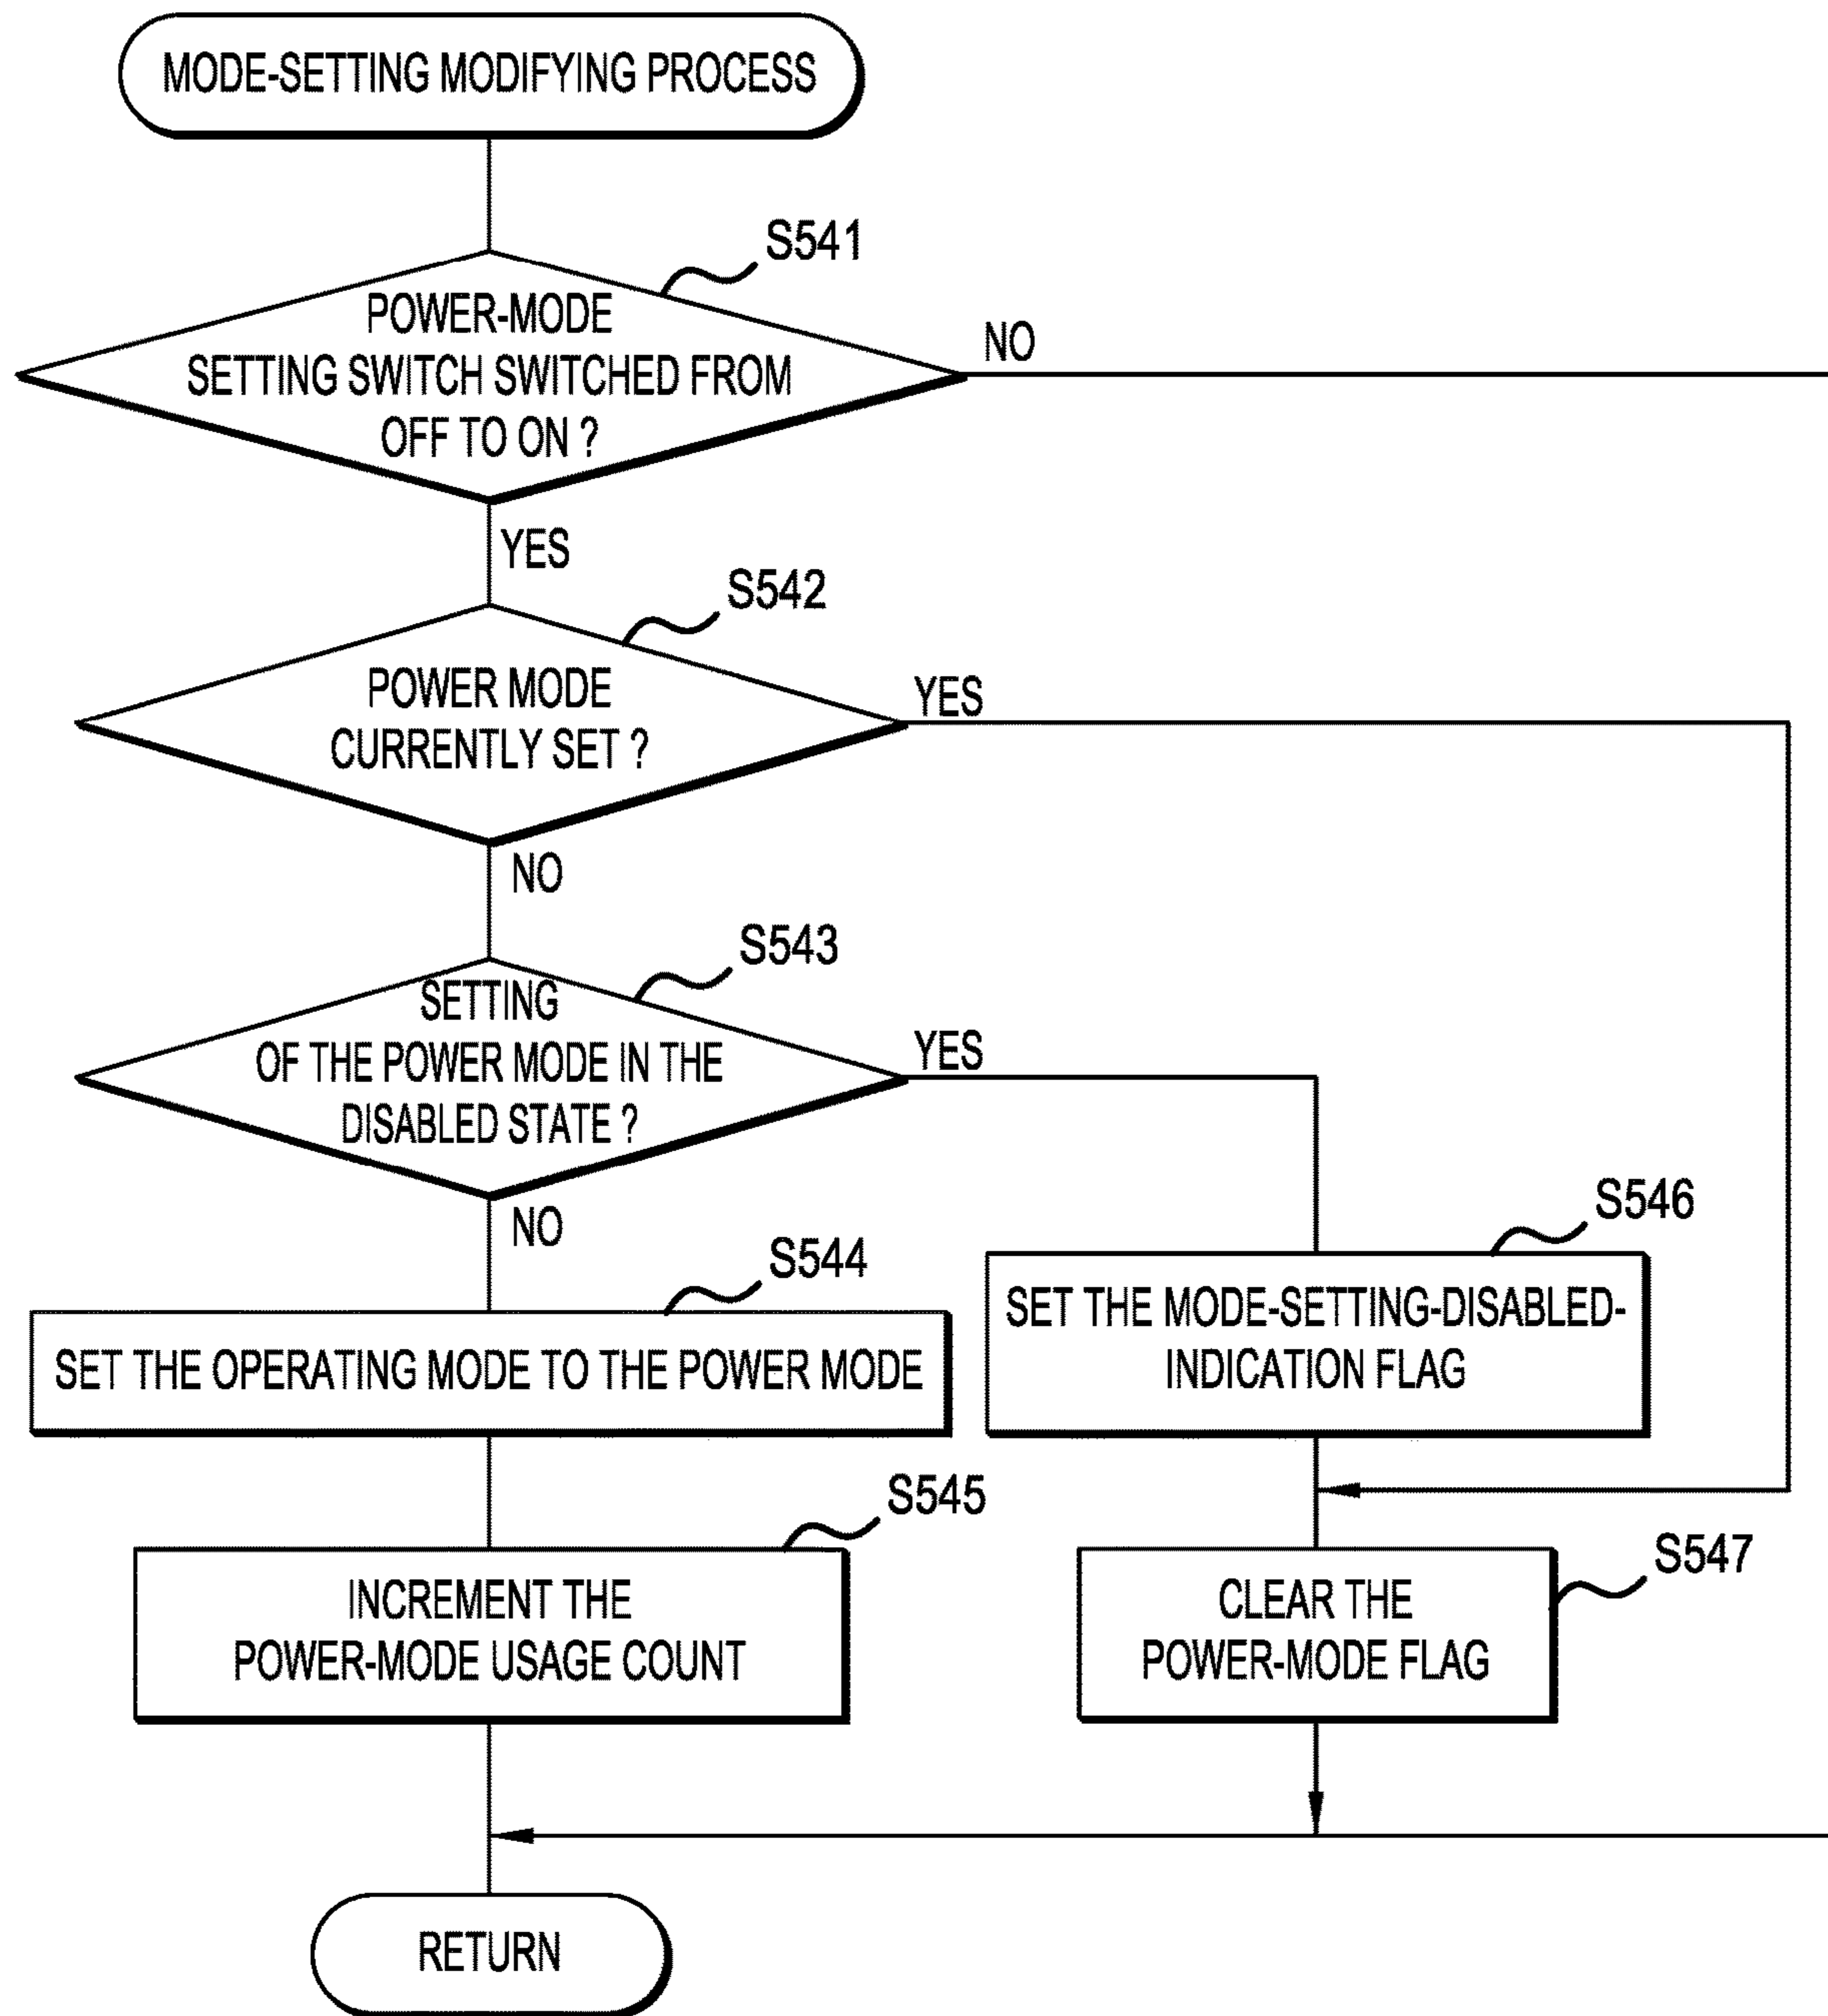 MODE-SETTING MODIFYING PROCESS
S541
POWER-MODE
SETTING SWITCH SWITCHED FROM
OFF TO ON ?
NO
YES
S542
POWER MODE
CURRENTLY SET ?
YES
NO
S543
SETTING
OF THE POWER MODE IN THE
DISABLED STATE ?
YES
NO
S544
SET THE OPERATING MODE TO THE POWER MODE
S546
SET THE MODE-SETTING-DISABLED-
INDICATION FLAG
S545
INCREMENT THE
POWER-MODE USAGE COUNT
S547
CLEAR THE
POWER-MODE FLAG
RETURN